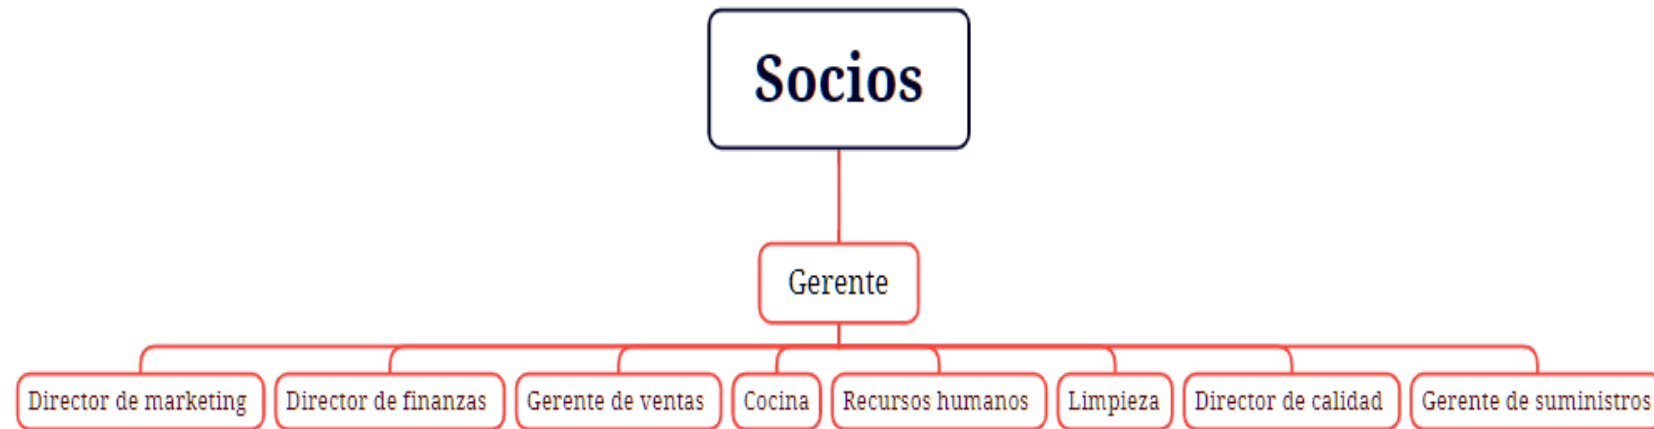 Socios
Gerente
Director de marketing
Director de finanzas
Gerente de ventas
Cocina
Recursos humanos
Limpieza
Director de calidad
Gerente de suministros